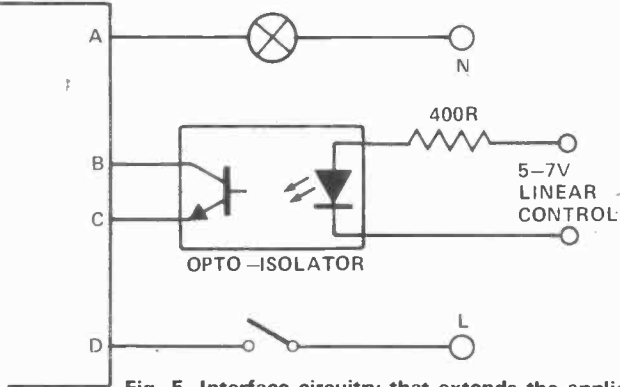 A
N
400R
B
5–7V
LINEAR
CONTROL
C
OPTO–ISOLATOR
L
D
Fig. 5. Interface circuitry that extends the applic